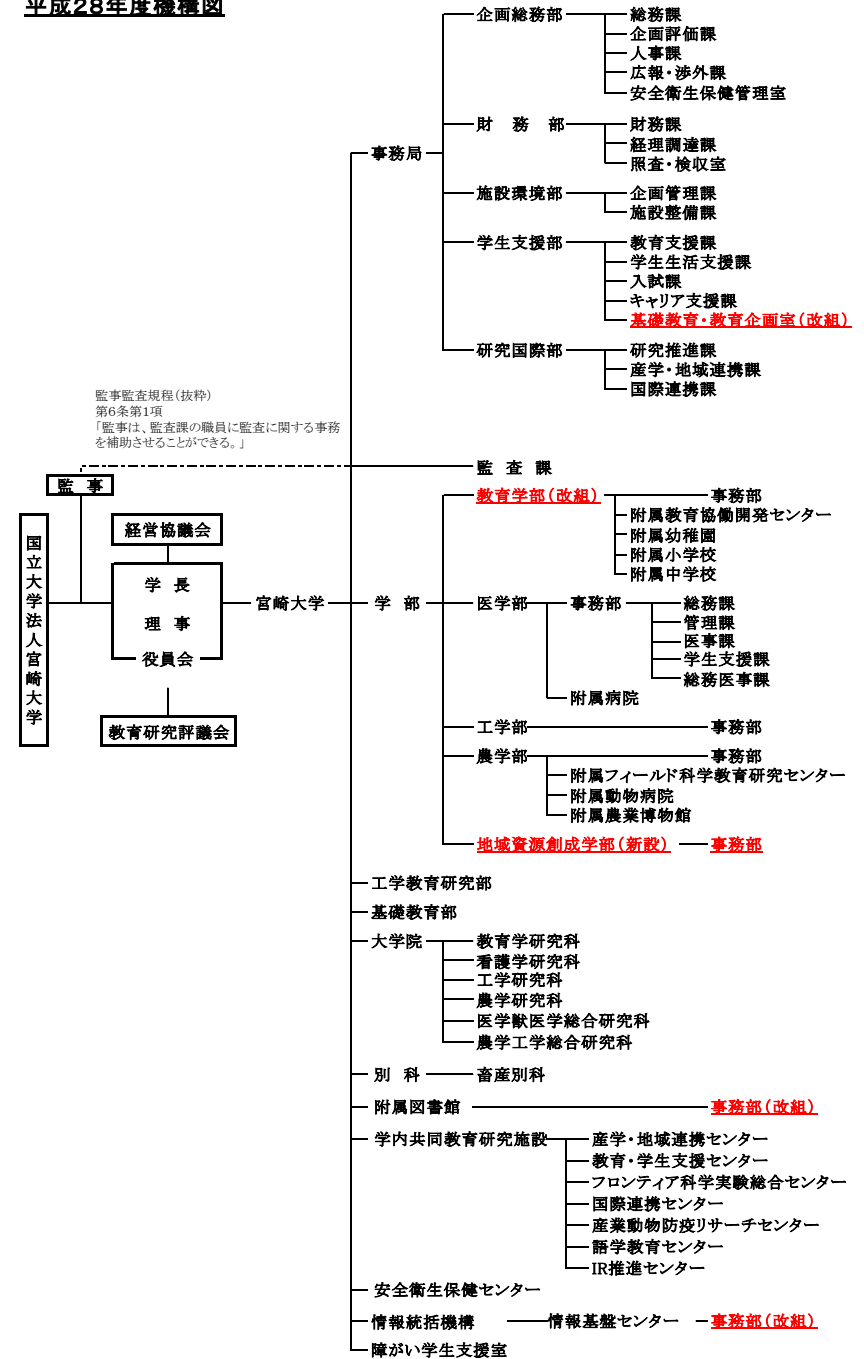 平成28年度機構図
企画総務部
総務課
企画評価課
人事課
広報・渉外課
安全衛生保健管理室
財務部
財務課
経理調達課
照査・検収室
事務局
施設環境部
企画管理課
施設整備課
学生支援部
教育支援課
学生生活支援課
入試課
キャリア支援課
基礎教育・教育企画室(改組)
研究国際部
研究推進課
産学・地域連携課
国際連携課
監事監査規程(抜粋)
第6条第1項
「監事は、監査課の職員に監査に関する事務
を補助させることができる。」
監査課
監事
国立大学法人宮崎大学
経営協議会
学長
理事
役員会
教育研究評議会
宮崎大学
学部
教育学部(改組)
事務部
附属教育協働開発センター
附属幼稚園
附属小学校
附属中学校
医学部
事務部
総務課
管理課
医事課
学生支援課
総務医事課
附属病院
工学部
事務部
農学部
事務部
附属フィールド科学教育研究センター
附属動物病院
附属農業博物館
地域資源創成学部(新設)
事務部
工学教育研究部
基礎教育部
大学院
教育学研究科
看護学研究科
工学研究科
農学研究科
医学獣医学総合研究科
農学工学総合研究科
別科
畜産別科
附属図書館
事務部(改組)
学内共同教育研究施設
産学・地域連携センター
教育・学生支援センター
フロンティア科学実験総合センター
国際連携センター
産業動物防疫リサーチセンター
語学教育センター
IR推進センター
安全衛生保健センター
情報統括機構
情報基盤センター
事務部(改組)
障がい学生支援室